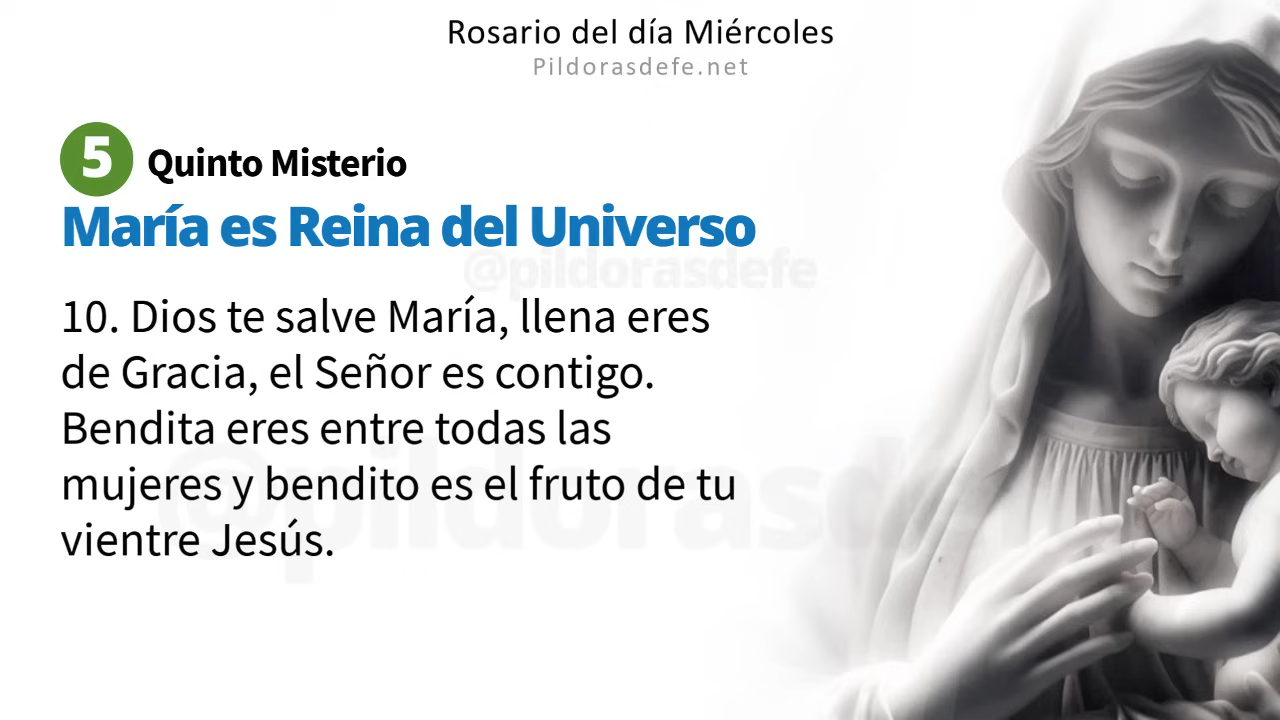 Rosario del día Miércoles
Pildorasdefe.net
5 Quinto Misterio
María es Reina del Universo
@pildorasdefe
10. Dios te salve María, llena eres
de Gracia, el Señor es contigo.
Bendita eres entre todas las
mujeres y bendito es el fruto de tu
vientre Jesús.
@pildorasde